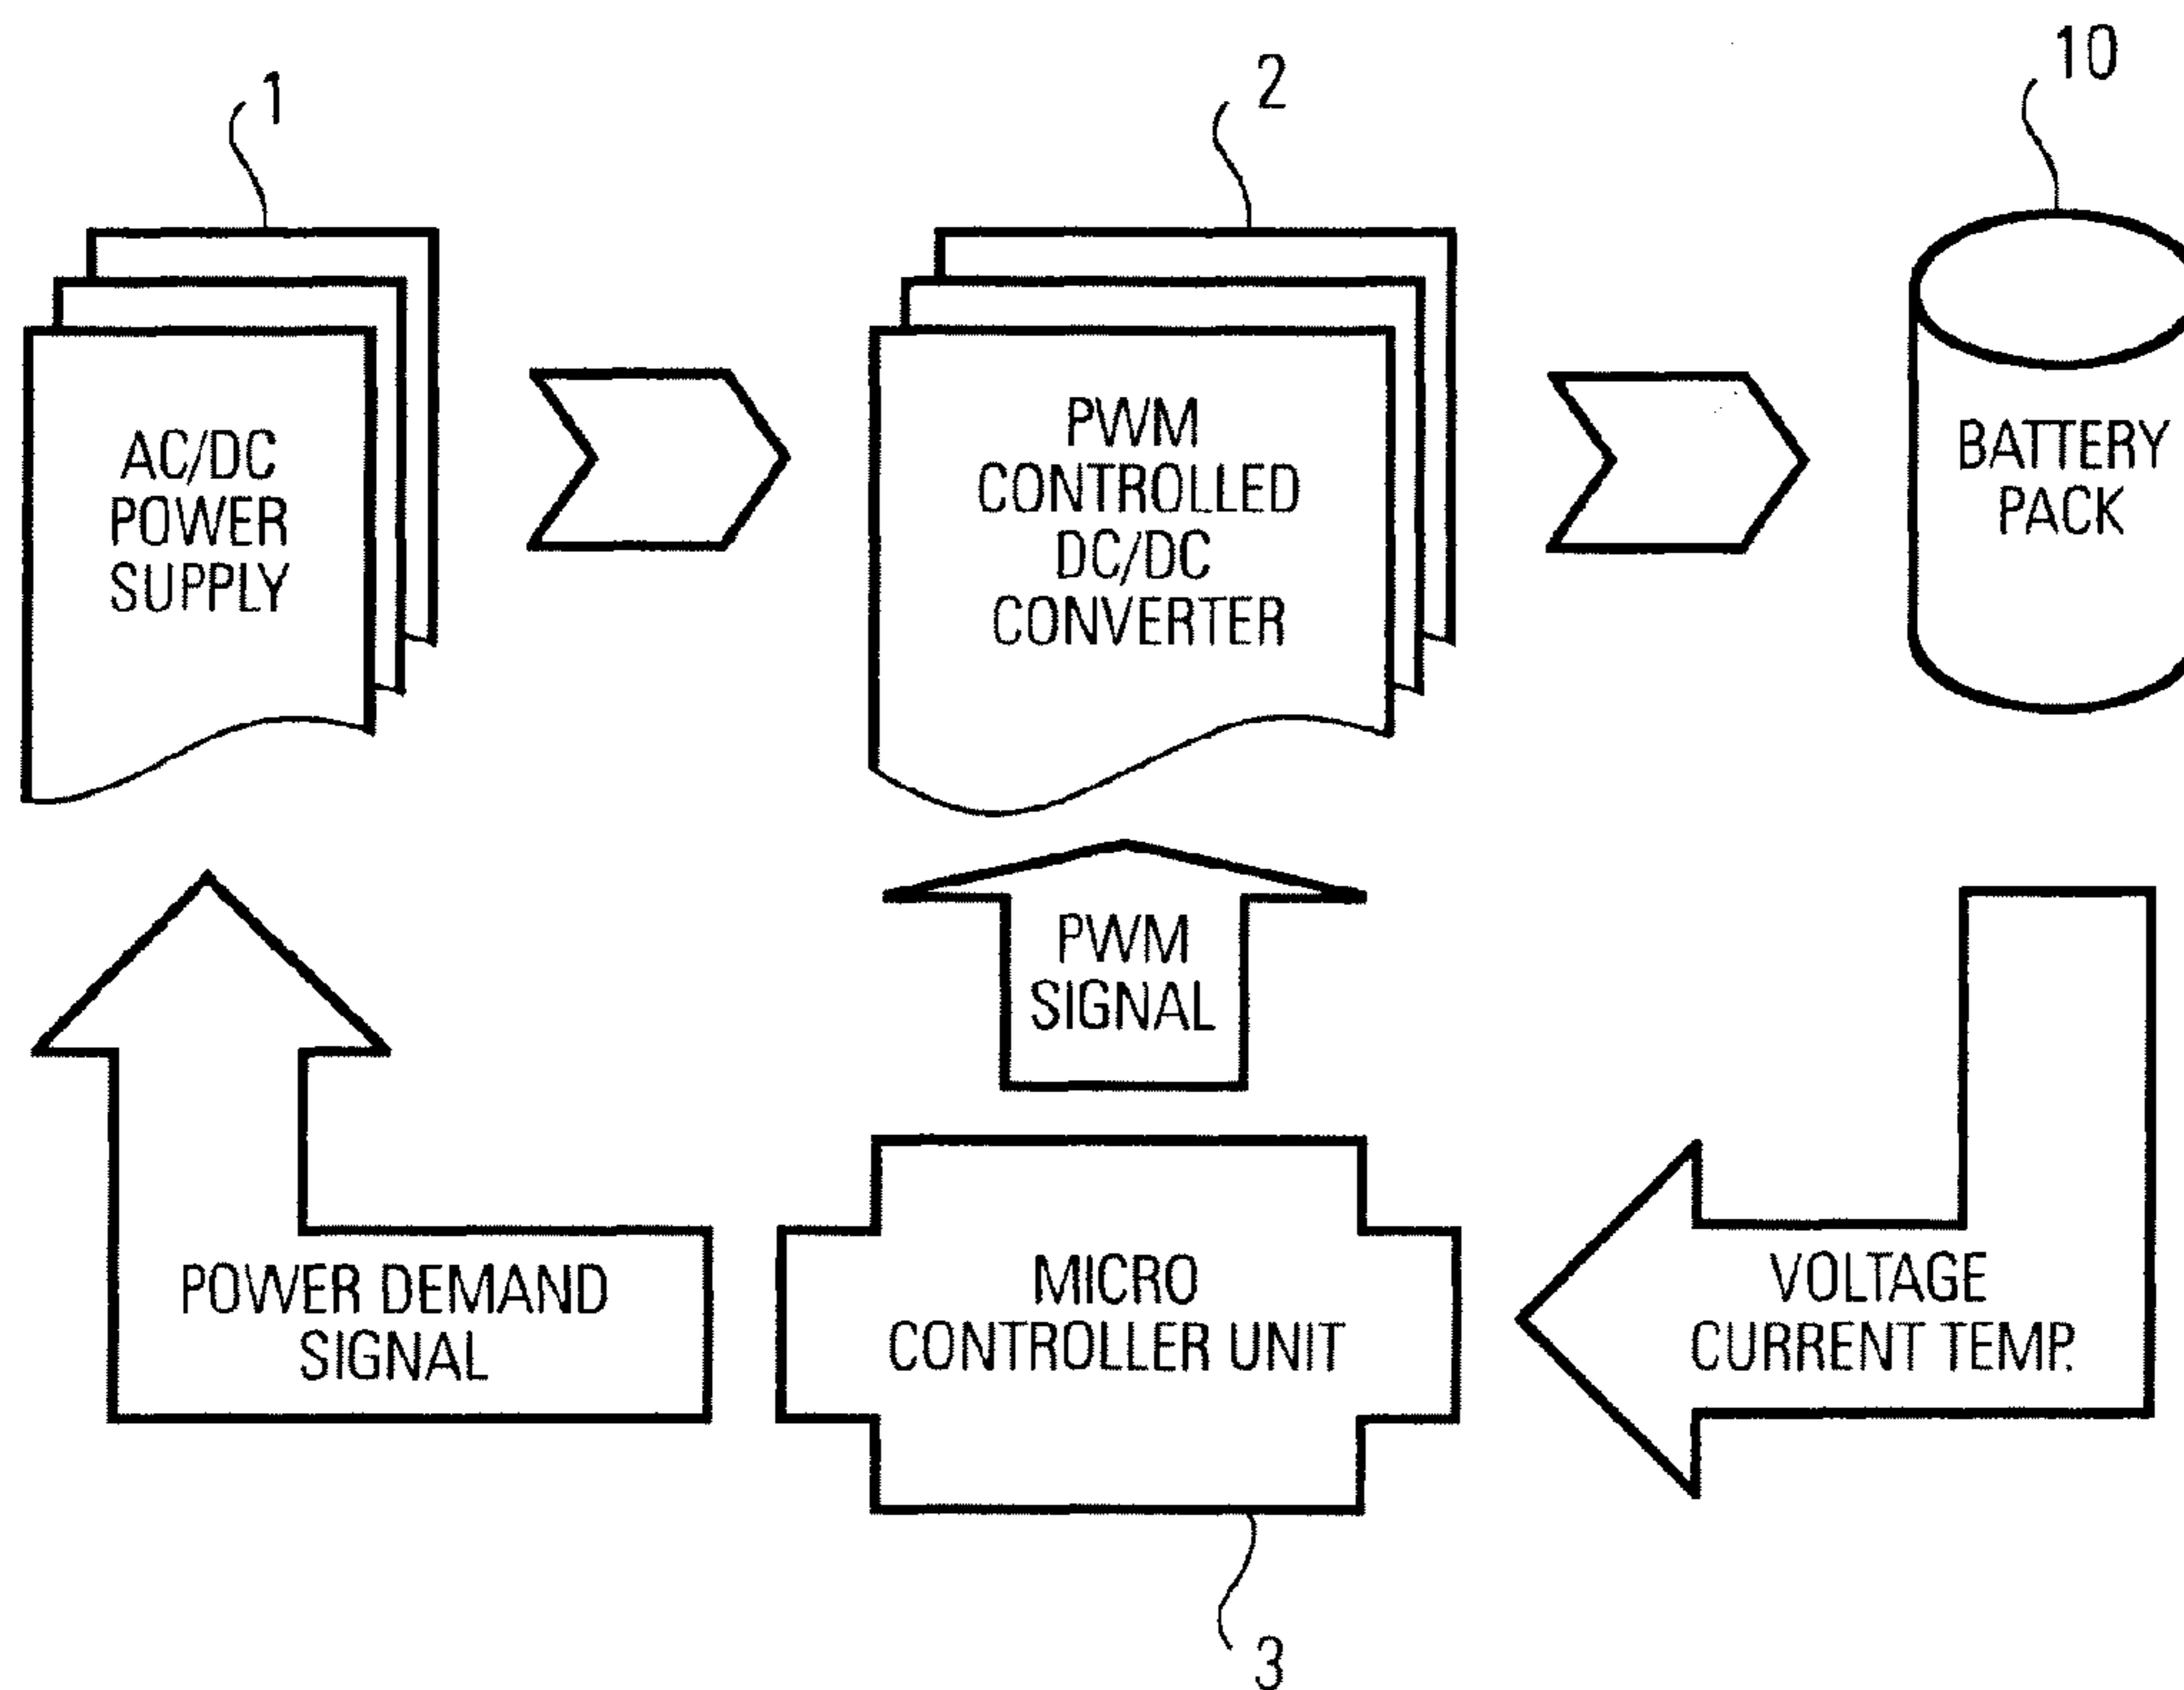 1
2
10
AC/DC
POWER
SUPPLY
PWM
CONTROLLED
DC/DC
CONVERTER
BATTERY
PACK
PWM
SIGNAL
POWER DEMAND
SIGNAL
MICRO
CONTROLLER UNIT
VOLTAGE
CURRENT TEMP.
3